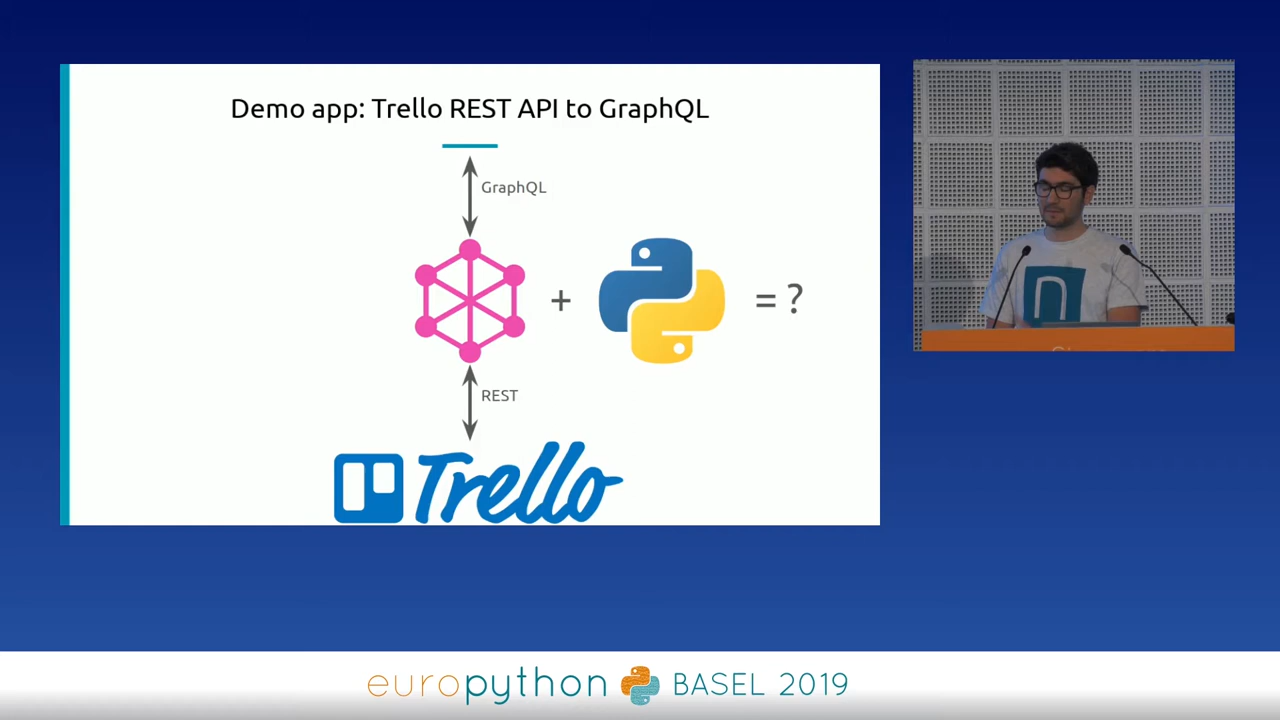 Demo app: Trello REST API to GraphQL
GraphQL
+ = ?
REST
Trello
n
europython BASEL 2019